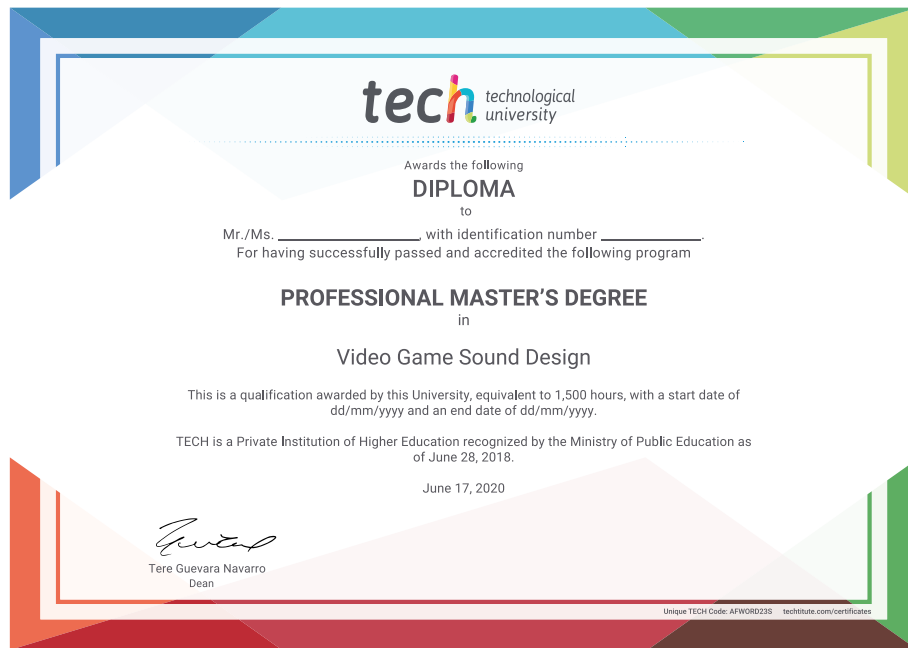 tech technological
university
Awards the following
DIPLOMA
to
Mr./Ms. ____________________, with identification number ______________.
For having successfully passed and accredited the following program
PROFESSIONAL MASTER’S DEGREE
in
Video Game Sound Design
This is a qualification awarded by this University, equivalent to 1,500 hours, with a start date of
dd/mm/yyyy and an end date of dd/mm/yyyy.
TECH is a Private Institution of Higher Education recognized by the Ministry of Public Education as
of June 28, 2018.
June 17, 2020
Tere Guevara Navarro
Dean
Unique TECH Code: AFWORD23S techtitute.com/certificates